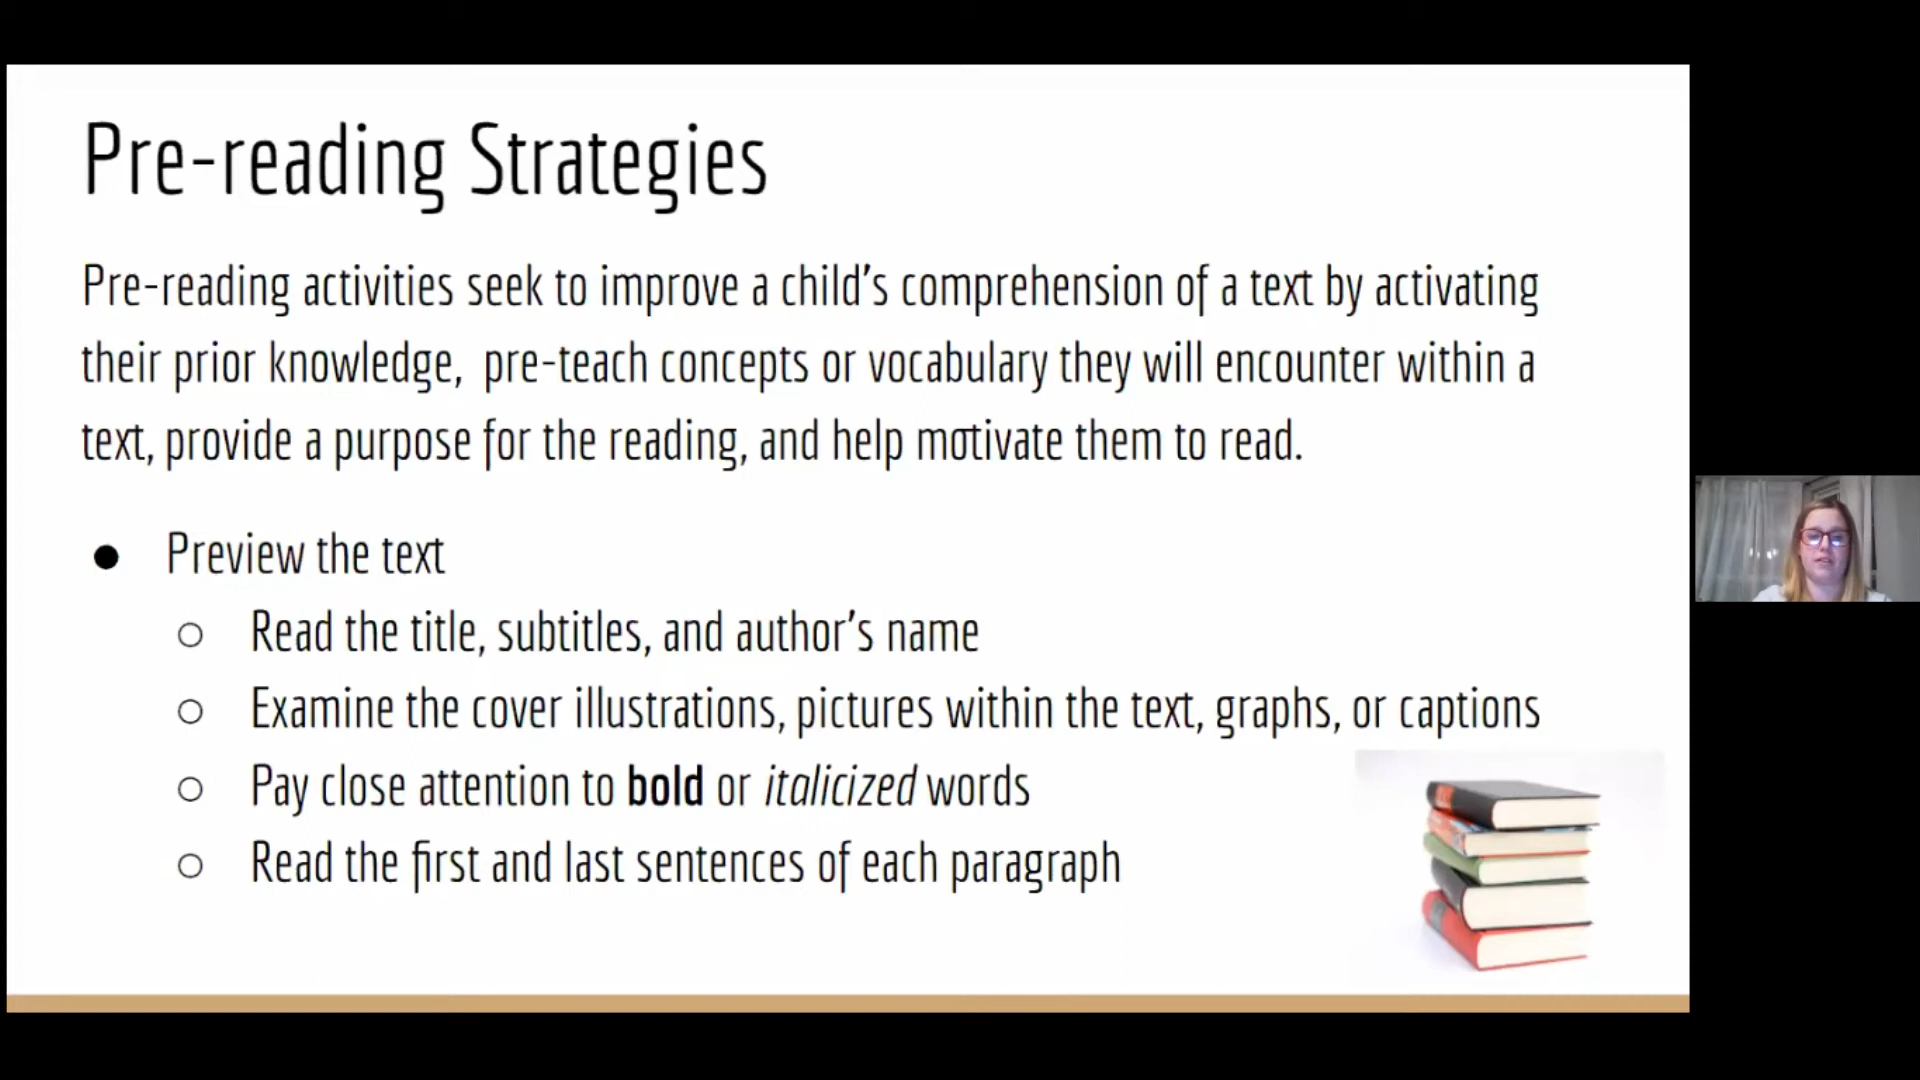 Pre-reading Strategies
Pre-reading activities seek to improve a child's comprehension of a text by activating
their prior knowledge,  pre-teach concepts or vocabulary they will encounter within a
text, provide a purpose for the reading, and help motivate them to read.
● Preview the text
○ Read the title, subtitles, and author's name
○ Examine the cover illustrations, pictures within the text, graphs, or captions
○ Pay close attention to bold or italicized words
○ Read the first and last sentences of each paragraph